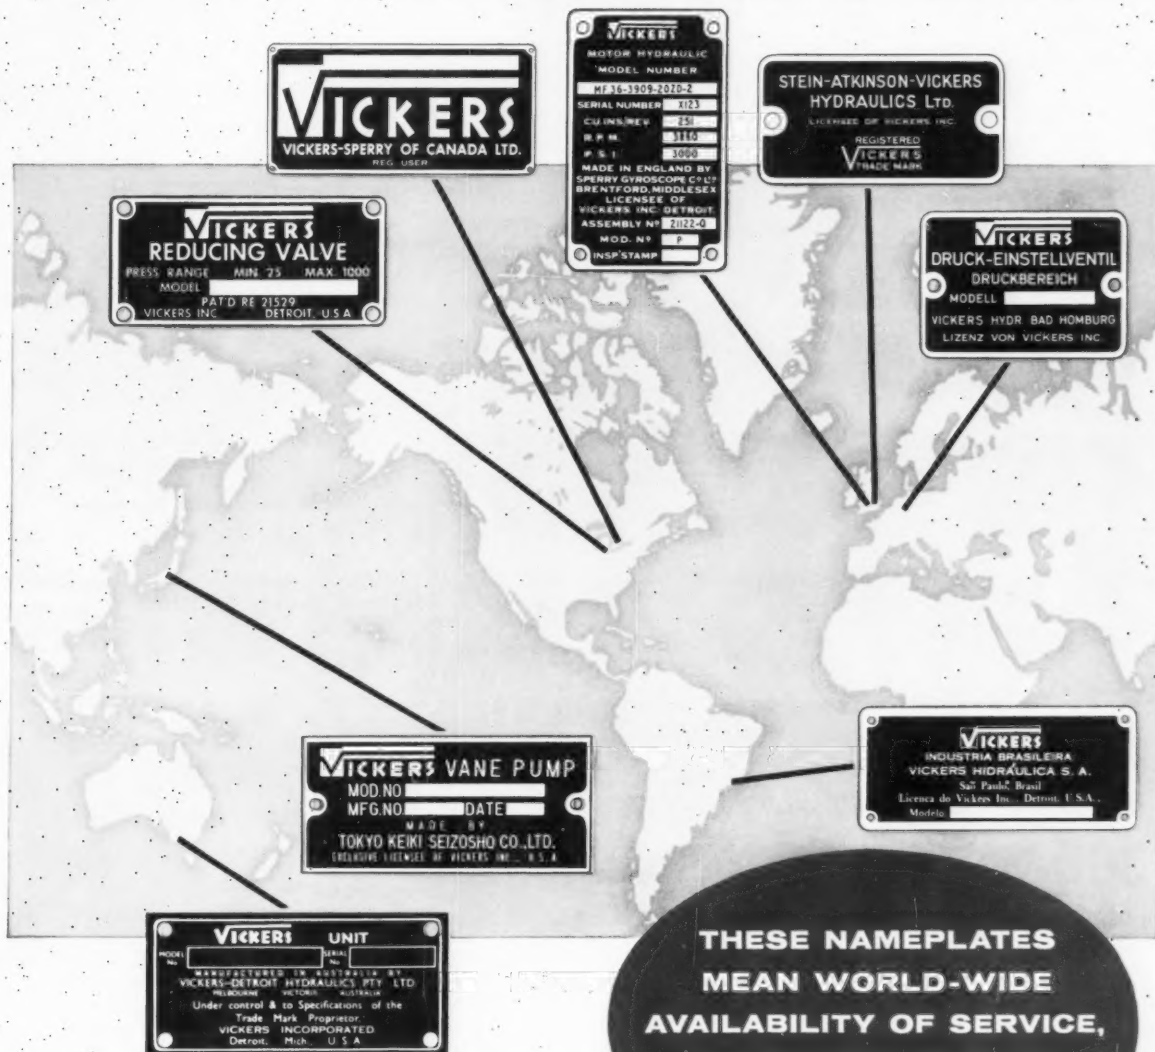 VICKERS
VICKERS-SPERRY OF CANADA LTD.
REG. USER
VICKERS
MOTOR HYDRAULIC
MODEL NUMBER
MF36-3909-20ZD-2
SERIAL NUMBER X123
CU.INS/REV. 251
R.P.M. 3880
P.S.I. 3000
MADE IN ENGLAND BY
SPERRY GYROSCOPE Co LTD
BRENTFORD, MIDDLESEX
LICENSEE OF
VICKERS INC. DETROIT
ASSEMBLY No 21122-0
MOD. No P
INSP STAMP
STEIN-ATKINSON-VICKERS
HYDRAULICS LTD.
LICENSEE OF VICKERS INC.
REGISTERED
VICKERS
TRADE MARK
VICKERS
REDUCING VALVE
PRESS RANGE MIN. 25 MAX. 1000
MODEL
PAT'D RE 21529
VICKERS INC DETROIT, U.S.A
VICKERS
DRUCK-EINSTELLVENTIL
DRUCKBEREICH
MODELL
VICKERS HYDR BAD HOMBURG
LIZENZ VON VICKERS INC.
VICKERS VANE PUMP
MOD.NO
MFG.NO DATE
MADE BY
TOKYO KEIKI SEIZOSHO CO.,LTD.
EXCLUSIVE LICENSEE OF VICKERS INC., U.S.A
VICKERS
INDUSTRIA BRASILEIRA
VICKERS HIDRÁULICA S. A.
São Paulo, Brasil
Licenca do Vickers Inc., Detroit, U.S.A.,
Modelo
VICKERS UNIT
MODEL No SERIAL No
MANUFACTURED IN AUSTRALIA BY
VICKERS-DETROIT HYDRAULICS PTY LTD
MELBOURNE VICTORIA AUSTRALIA
Under control & to Specifications of the
Trade Mark Proprietor.
VICKERS INCORPORATED
Detroit, Mich., U S A
THESE NAMEPLATES
MEAN WORLD-WIDE
AVAILABILITY OF SERVICE,